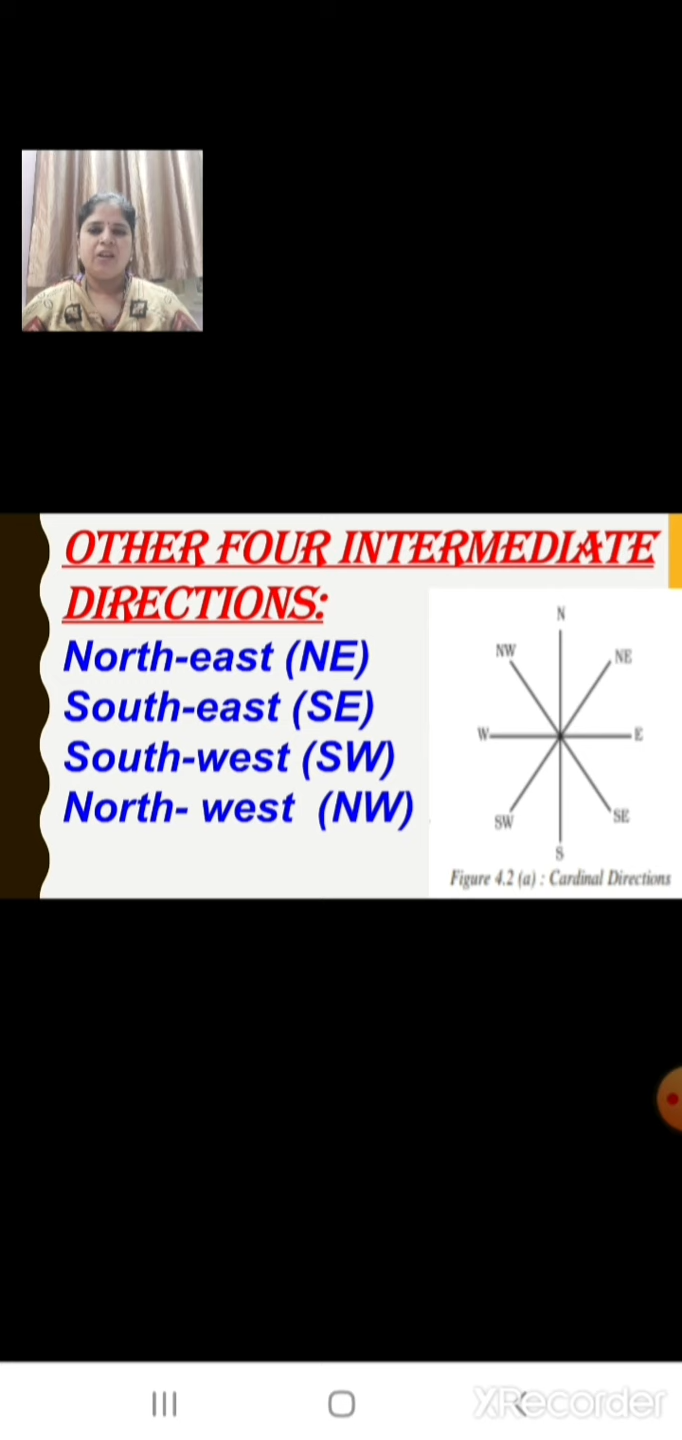 OTHER FOUR INTERMEDIATE
DIRECTIONS:
North-east (NE)
South-east (SE)
South-west (SW)
North- west  (NW)
N
NW
NE
W
E
SW
SE
S
Figure 4.2 (a) : Cardinal Directions
XRecorder